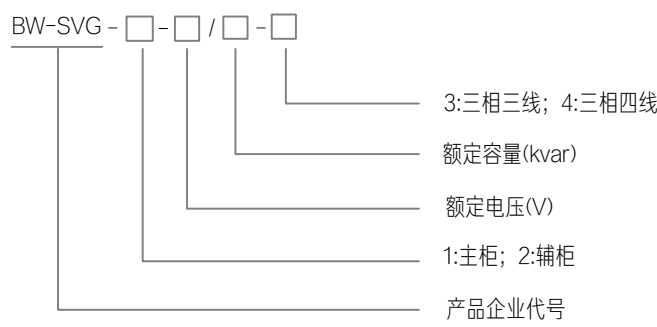 BW-SVG-□-□/□-□
3:三相三线；4:三相四线
额定容量(kvar)
额定电压(V)
1:主柜；2:辅柜
产品企业代号